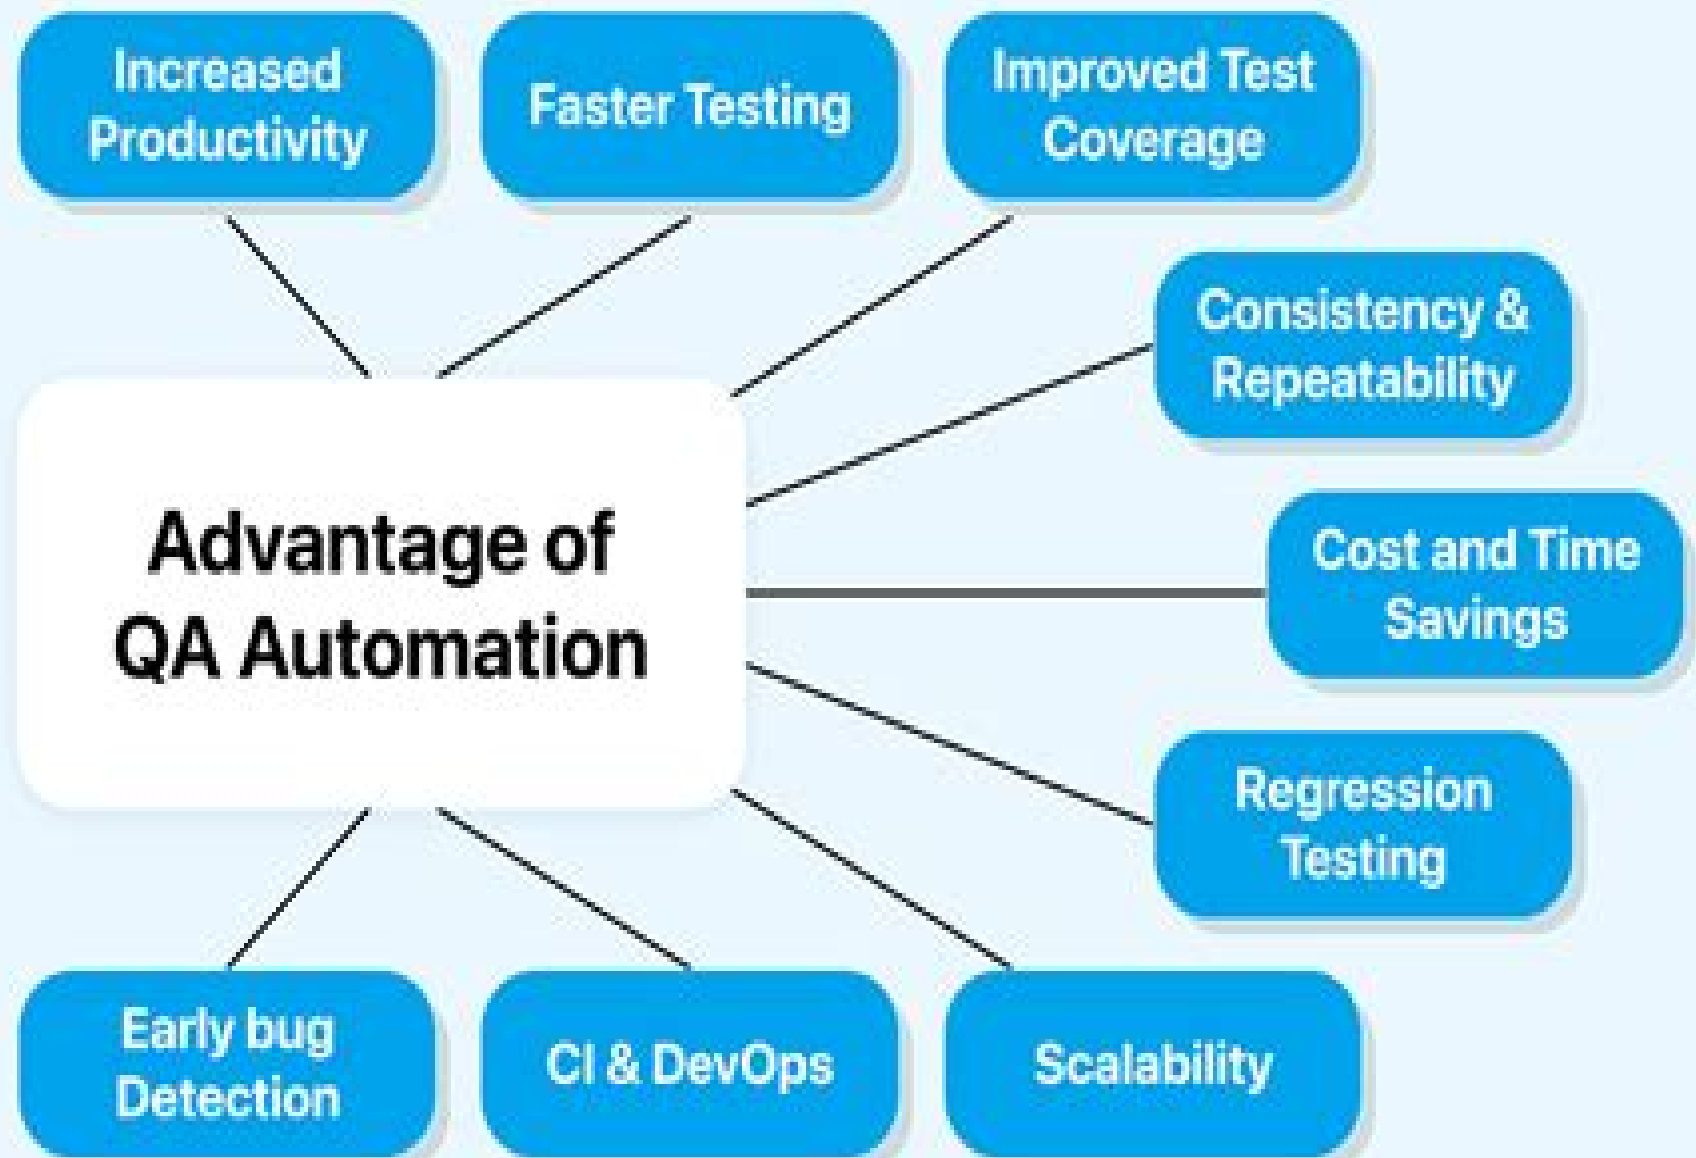 Increased
Productivity
Faster Testing
Improved Test
Coverage
Consistency &
Repeatability
Advantage of
QA Automation
Cost and Time
Savings
Regression
Testing
Early bug
Detection
CI & DevOps
Scalability